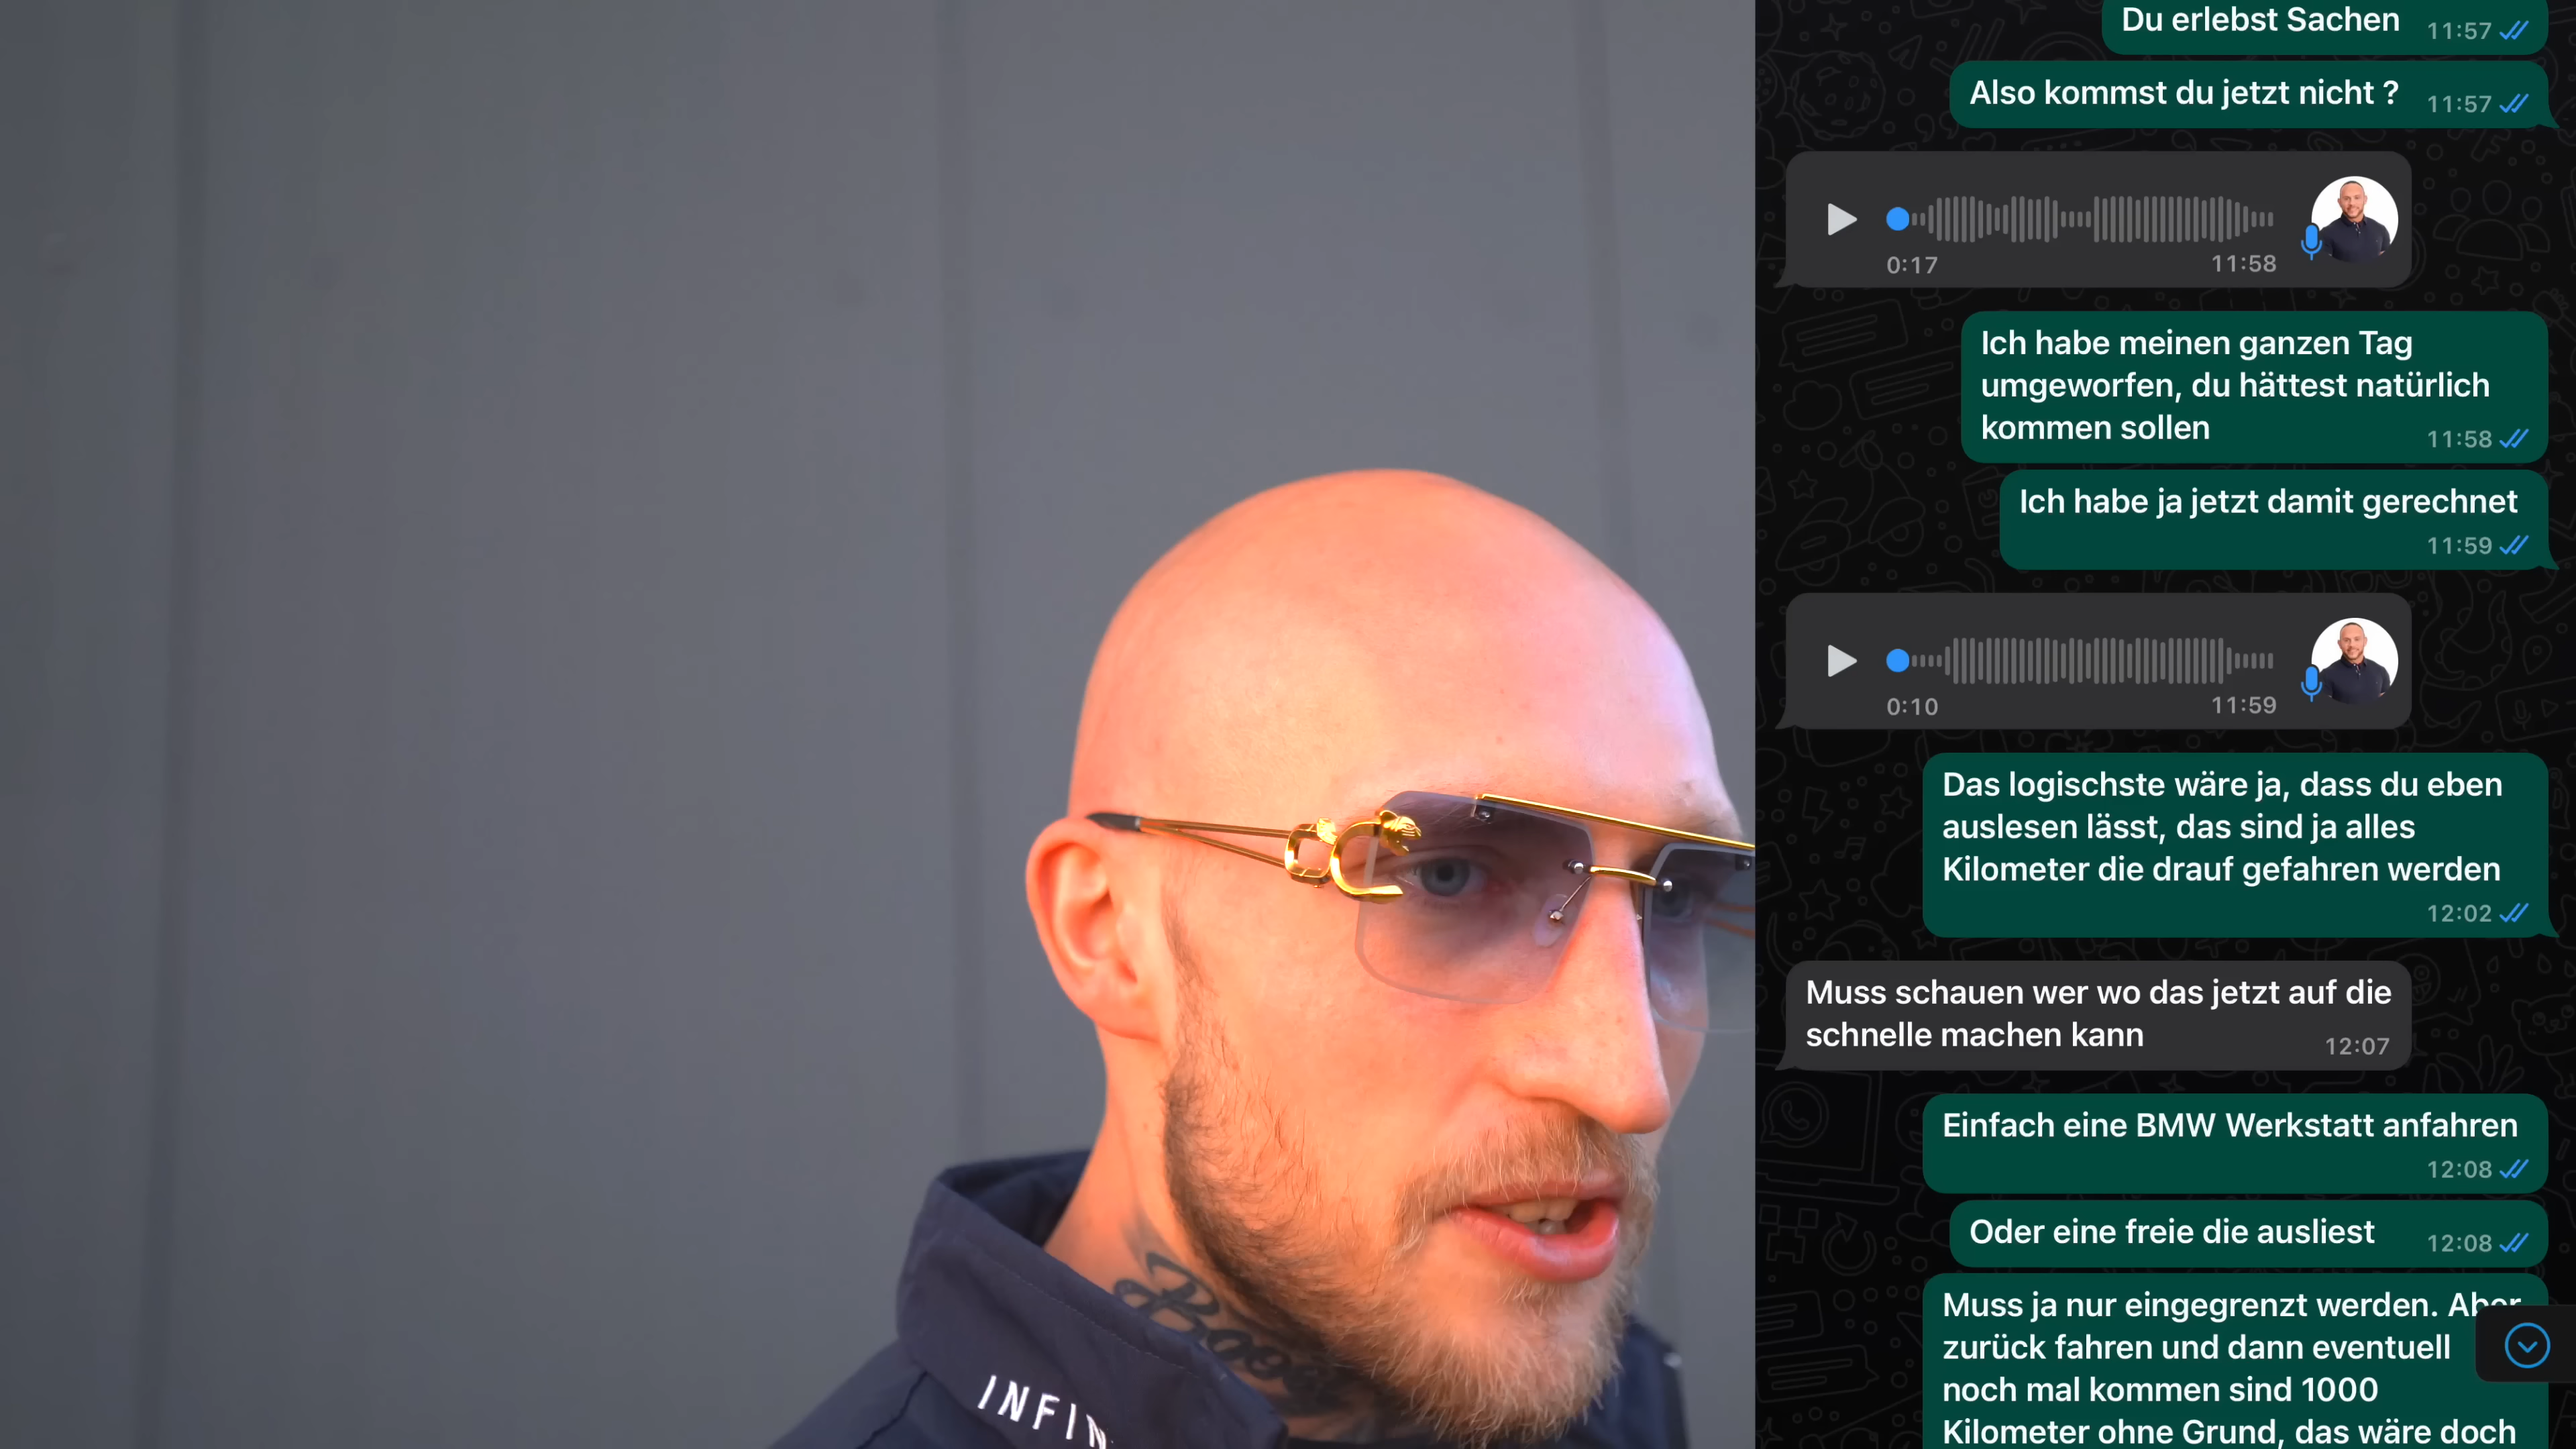 Du erlebst Sachen 11:57
Also kommst du jetzt nicht ? 11:57
0:17 11:58
Ich habe meinen ganzen Tag
umgeworfen, du hättest natürlich
kommen sollen 11:58
Ich habe ja jetzt damit gerechnet
11:59
0:10 11:59
Das logischste wäre ja, dass du eben
auslesen lässt, das sind ja alles
Kilometer die drauf gefahren werden
12:02
Muss schauen wer wo das jetzt auf die
schnelle machen kann 12:07
Einfach eine BMW Werkstatt anfahren
12:08
Oder eine freie die ausliest 12:08
Muss ja nur eingegrenzt werden. Aber
zurück fahren und dann eventuell
noch mal kommen sind 1000
Kilometer ohne Grund, das wäre doch
INFIN